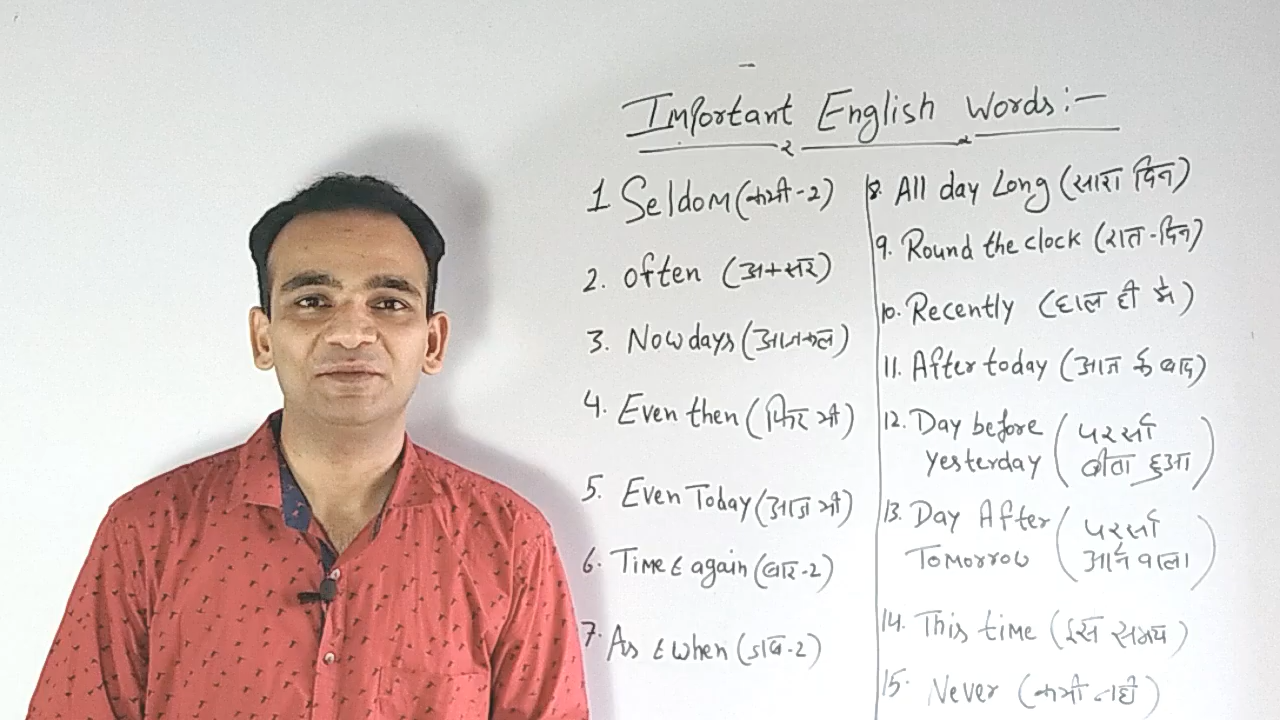 Important English Words:-
1 Seldom (कभी-2)
2. often (अक्सर)
3. Nowdays (आजकल)
4. Even then (फिर भी)
5. Even Today (आज भी)
6. Time & again (बार-2)
7. As & when (जब-2)
8. All day Long (सारा दिन)
9. Round the clock (रात-दिन)
10. Recently (हाल ही में)
11. After today (आज के बाद)
12. Day before yesterday (परसों
बीता हुआ)
13. Day After Tomorrow (परसों
आने वाला)
14. This time (इस समय)
15. Never (कभी नही)